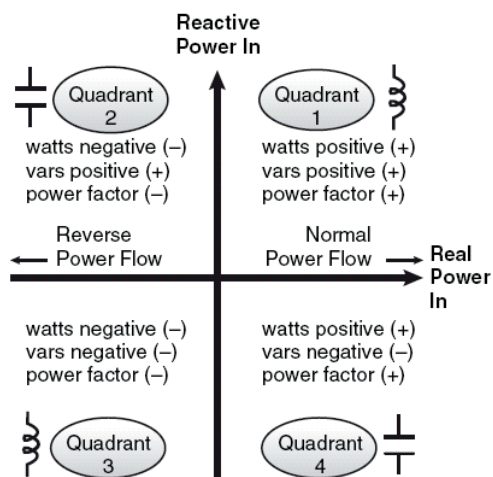 Reactive
Power In
Quadrant
2
watts negative (–)
vars positive (+)
power factor (–)
Quadrant
1
watts positive (+)
vars positive (+)
power factor (+)
Reverse
Power Flow
Normal
Power Flow
Real
Power
In
watts negative (–)
vars negative (–)
power factor (–)
Quadrant
3
watts positive (+)
vars negative (–)
power factor (+)
Quadrant
4